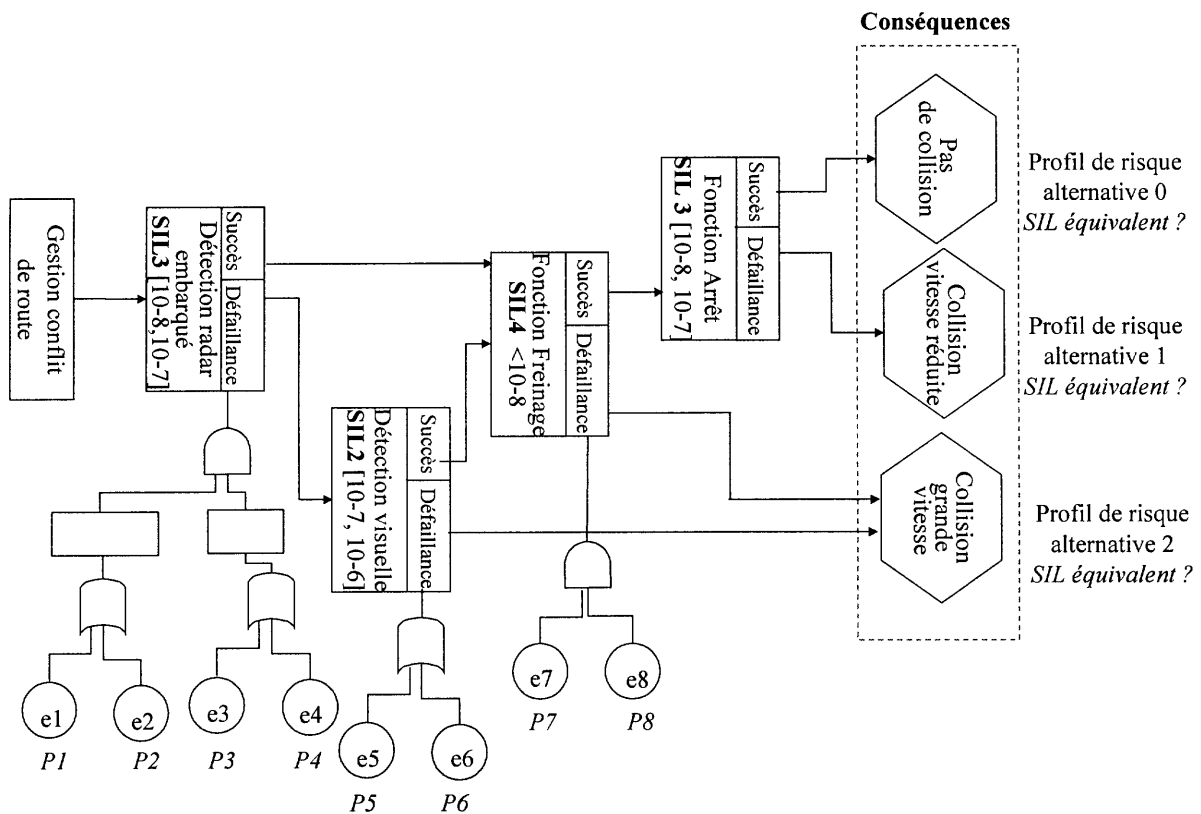 Conséquences
Gestion conflit
de route
Succès
Défaillance
Détection radar
embarqué
SIL3 [10-8,10-7]
Succès
Défaillance
Détection visuelle
SIL2 [10-7, 10-6]
Succès
Défaillance
Fonction Freinage
SIL4 <10-8
Succès
Défaillance
Fonction Arrêt
SIL 3 [10-8, 10-7]
Pas
de collision
Profil de risque
alternative 0
SIL équivalent ?
Collision
vitesse réduite
Profil de risque
alternative 1
SIL équivalent ?
Collision
grande
vitesse
Profil de risque
alternative 2
SIL équivalent ?
e1
e2
e3
e4
e5
e6
e7
e8
P1
P2
P3
P4
P5
P6
P7
P8